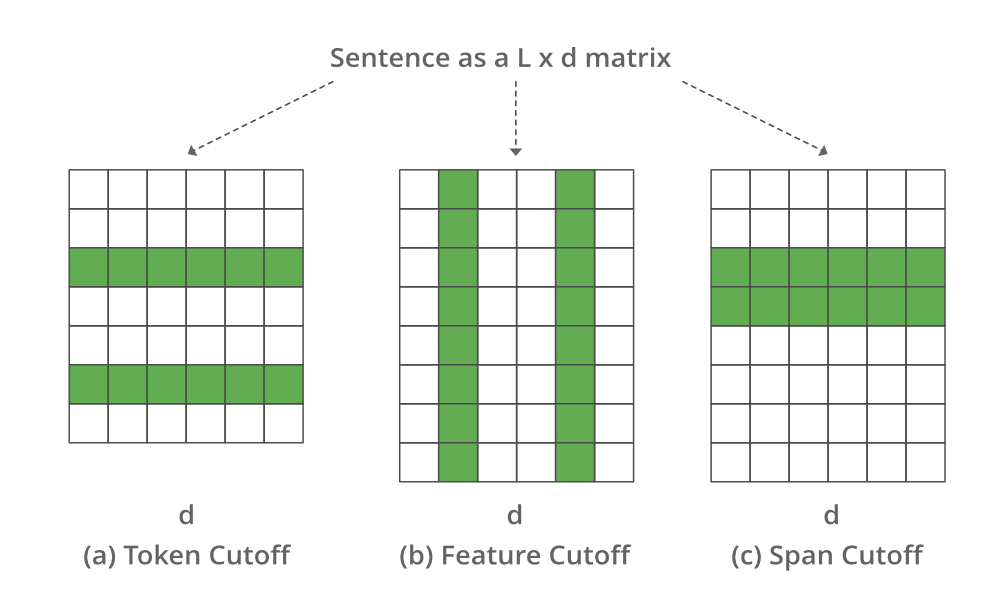 Sentence as a L x d matrix
d
d
d
(a) Token Cutoff
(b) Feature Cutoff
(c) Span Cutoff